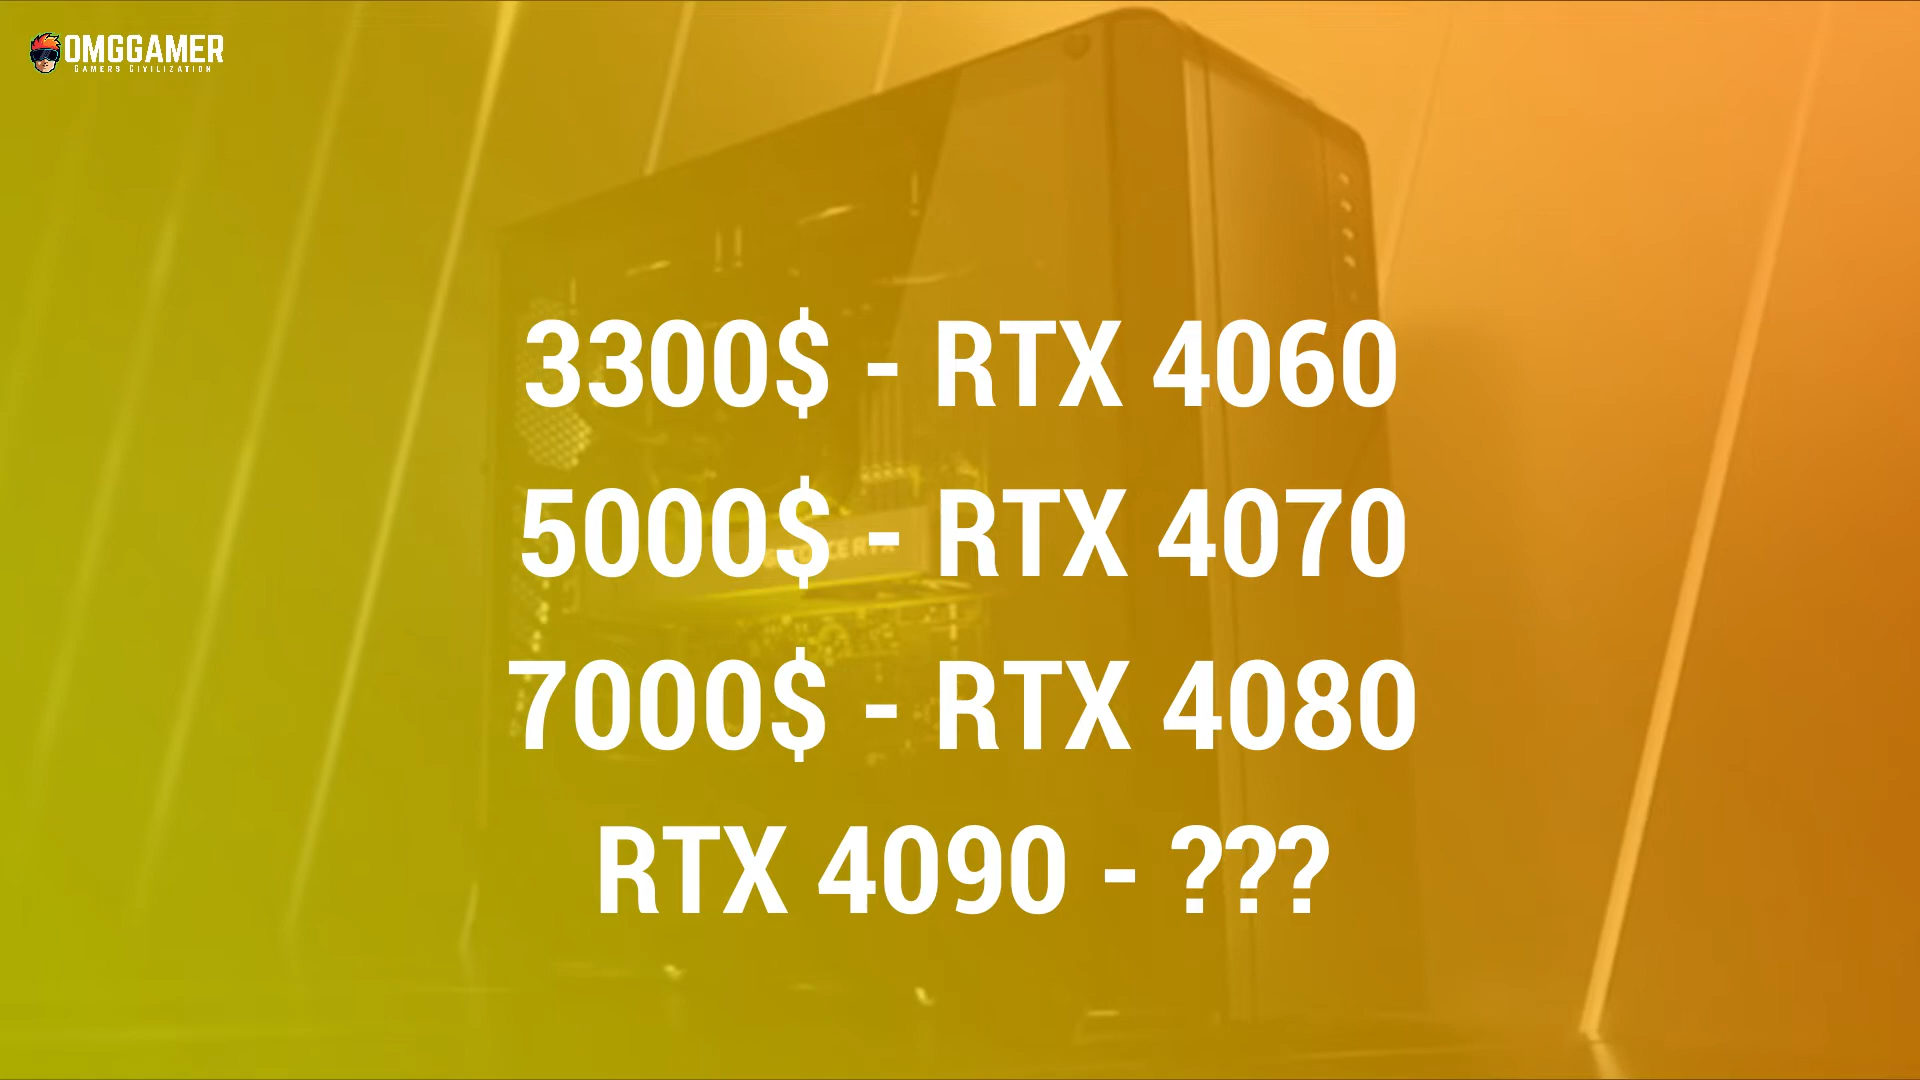 OMGGAMER
GAMERS CIVILIZATION
3300$ - RTX 4060
5000$ - RTX 4070
7000$ - RTX 4080
RTX 4090 - ???